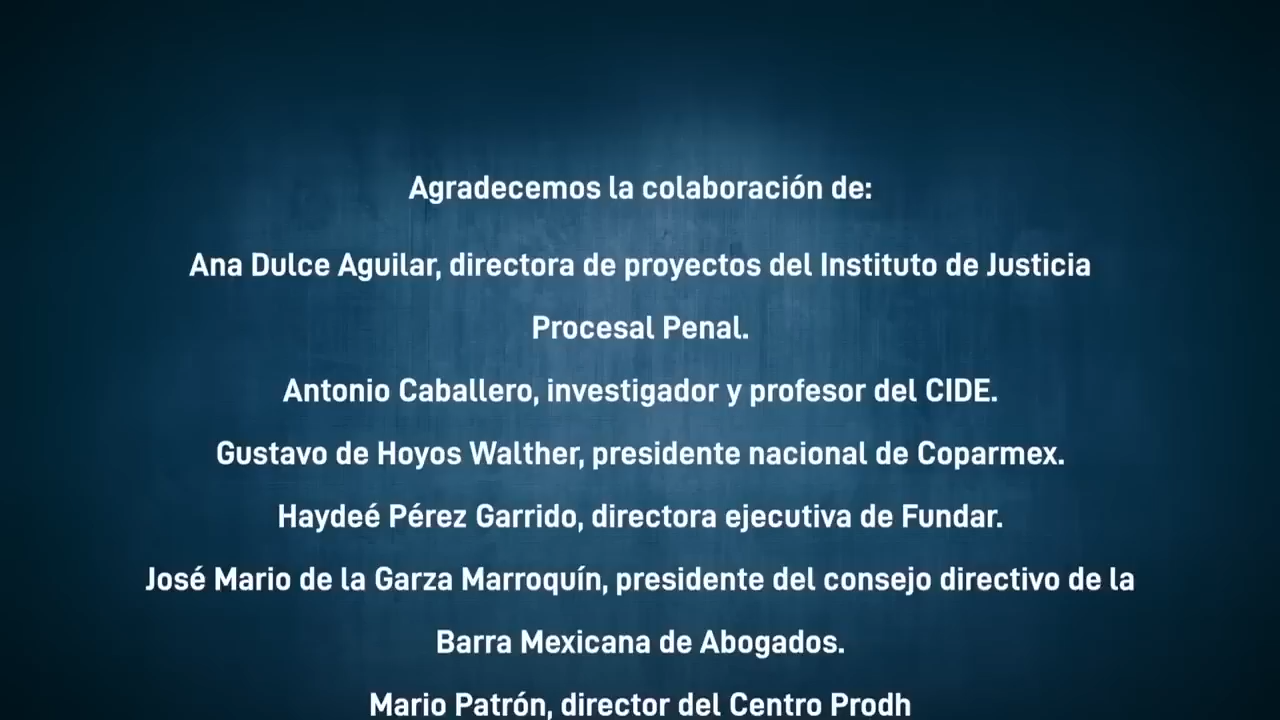 Agradecemos la colaboración de:
Ana Dulce Aguilar, directora de proyectos del Instituto de Justicia
Procesal Penal.
Antonio Caballero, investigador y profesor del CIDE.
Gustavo de Hoyos Walther, presidente nacional de Coparmex.
Haydeé Pérez Garrido, directora ejecutiva de Fundar.
José Mario de la Garza Marroquín, presidente del consejo directivo de la
Barra Mexicana de Abogados.
Mario Patrón, director del Centro Prodh